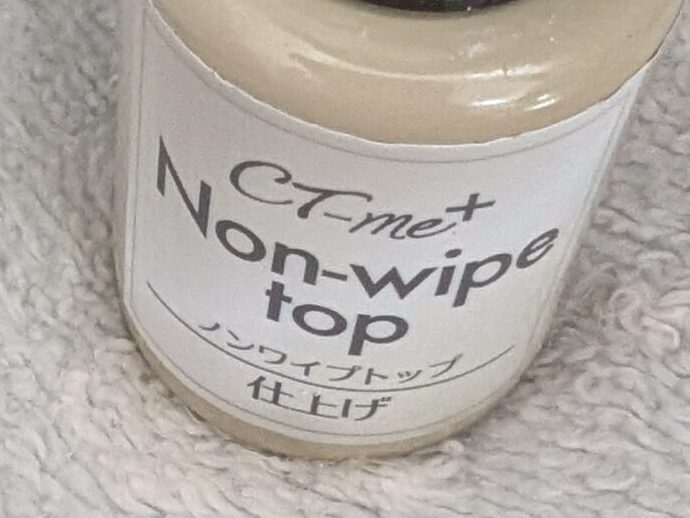 CT-me+
Non-wipe
top
ノンワイプトップ
仕上げ